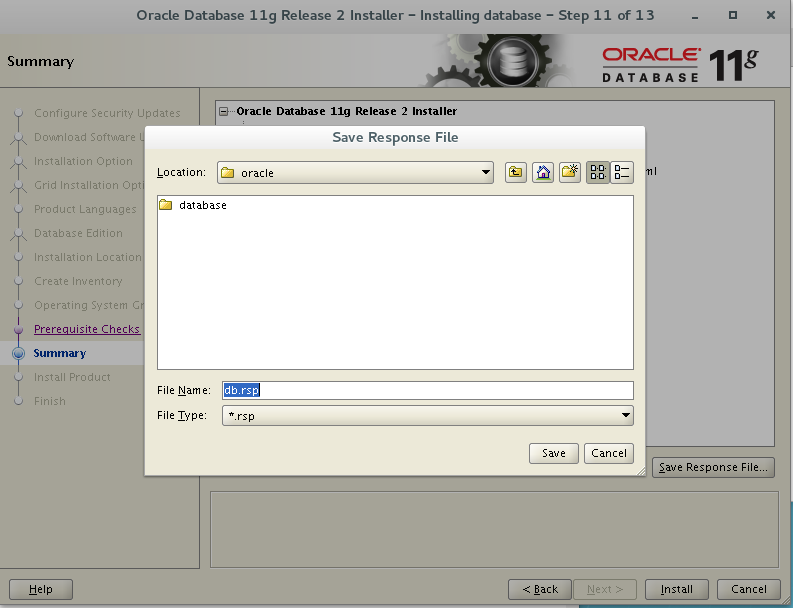 Oracle Database 11g Release 2 Installer – Installing database – Step 11 of 13
Summary
ORACLE
DATABASE
11g
Configure Security Updates
Download Software
Installation Option
Grid Installation
Product Languages
Database Edition
Installation Location
Create Inventory
Operating System
Prerequisite Checks
Summary
Install Product
Finish
Oracle Database 11g Release 2 Installer
Save Response File
Location: oracle
database
File Name: db.rsp
File Type: *.rsp
Save Cancel
Save Response File...
Help < Back Next > Install Cancel